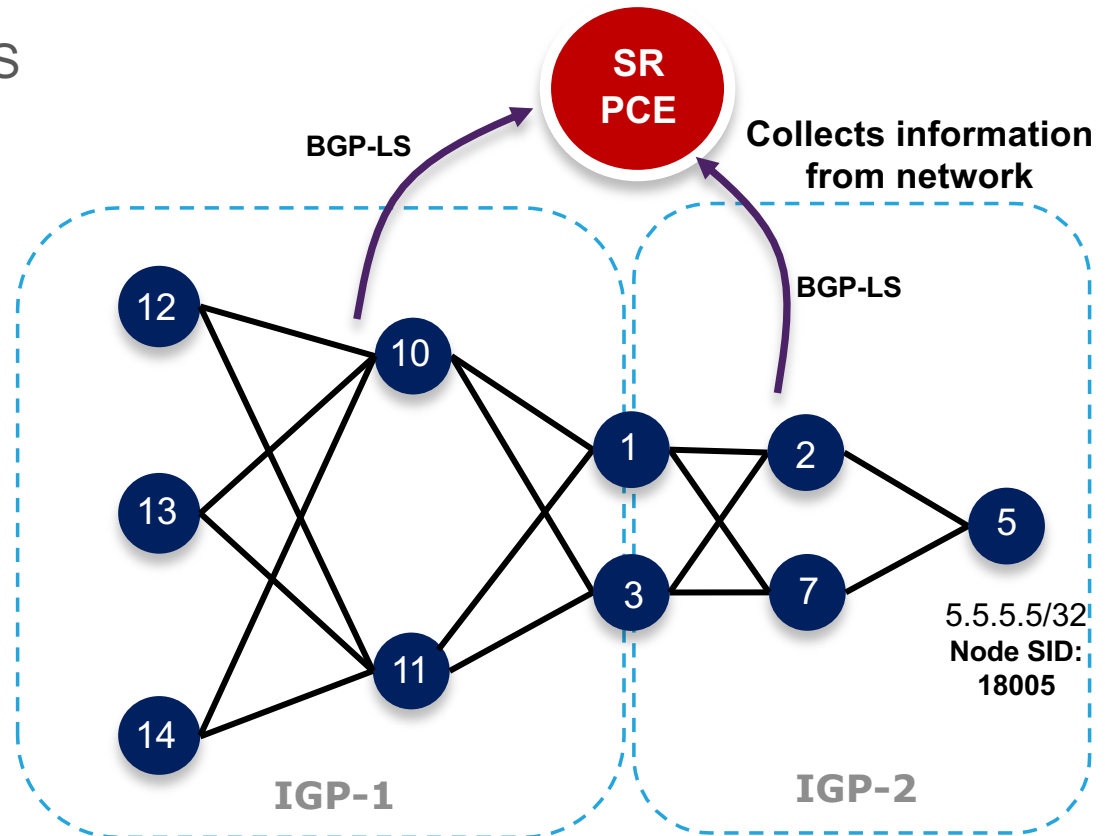 S
SR
PCE
BGP-LS
Collects information
from network
BGP-LS
12
10
13
1
2
5
3
7
11
14
5.5.5.5/32
Node SID:
18005
IGP-1
IGP-2